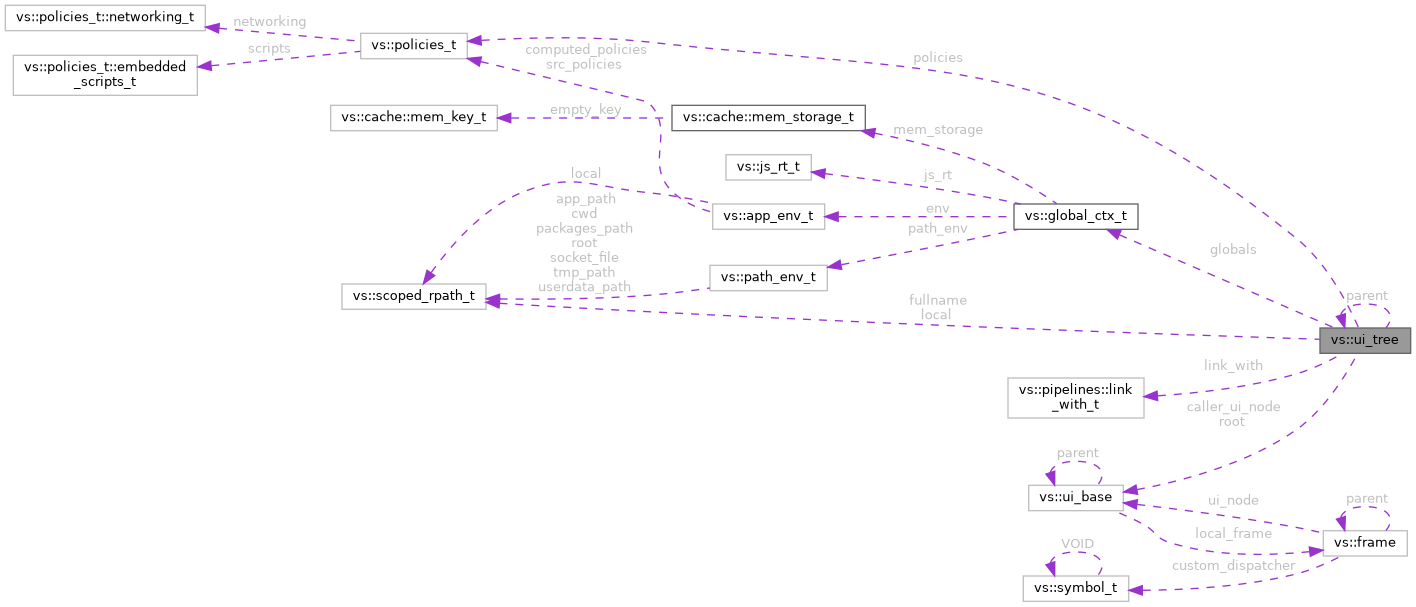 vs::policies_t::networking_t
networking
vs::policies_t
scripts
vs::policies_t::embedded
_scripts_t
computed_policies
src_policies
policies
vs::cache::mem_key_t
empty_key
vs::cache::mem_storage_t
mem_storage
vs::js_rt_t
js_rt
local
app_path
cwd
packages_path
root
socket_file
tmp_path
userdata_path
vs::app_env_t
env
vs::global_ctx_t
path_env
vs::path_env_t
globals
vs::scoped_rpath_t
fullname
local
parent
vs::ui_tree
link_with
vs::pipelines::link
_with_t
caller_ui_node
root
parent
vs::ui_base
ui_node
parent
local_frame
vs::frame
VOID
custom_dispatcher
vs::symbol_t